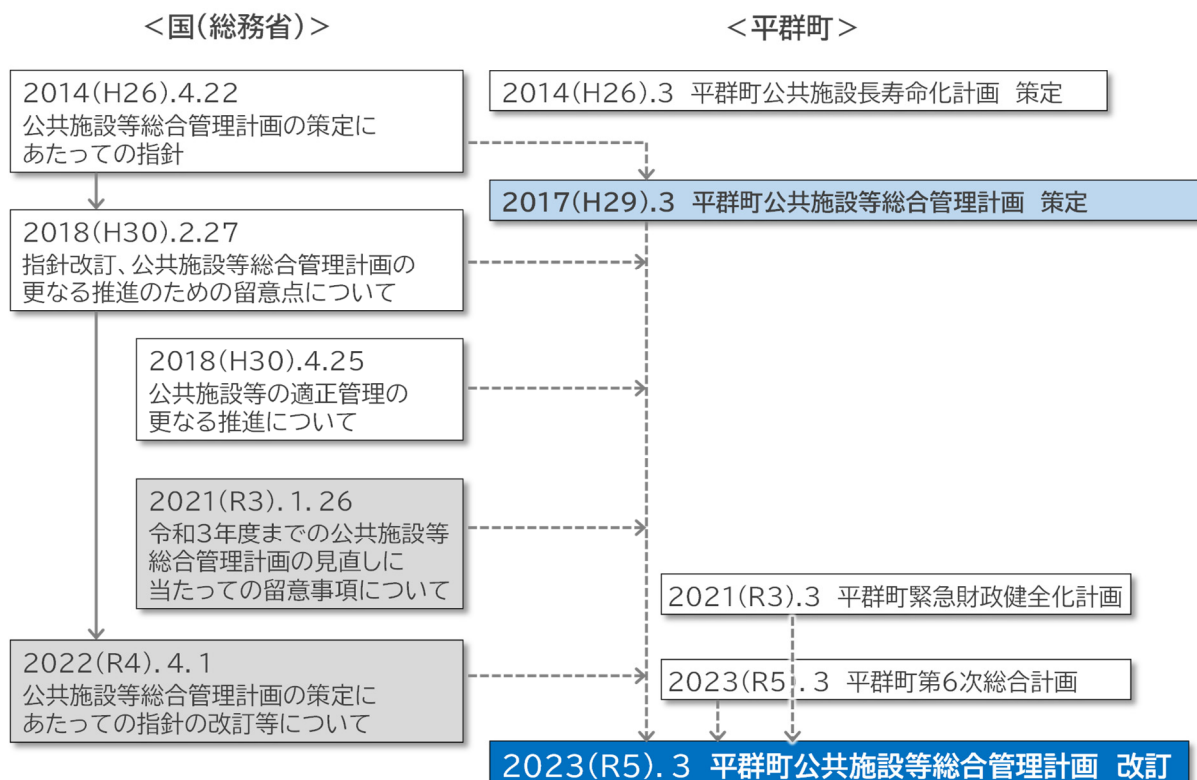 ＜国(総務省)＞
2014(H26).4.22
公共施設等総合管理計画の策定に
あたっての指針
2018(H30).2.27
指針改訂、公共施設等総合管理計画の
更なる推進のための留意点について
2018(H30).4.25
公共施設等の適正管理の
更なる推進について
2021(R3).1.26
令和3年度までの公共施設等
総合管理計画の見直しに
当たっての留意事項について
2022(R4).4.1
公共施設等総合管理計画の策定に
あたっての指針の改訂等について
＜平群町＞
2014(H26).3 平群町公共施設長寿命化計画 策定
2017(H29).3 平群町公共施設等総合管理計画 策定
2021(R3).3 平群町緊急財政健全化計画
2023(R5).3 平群町第6次総合計画
2023(R5).3 平群町公共施設等総合管理計画 改訂